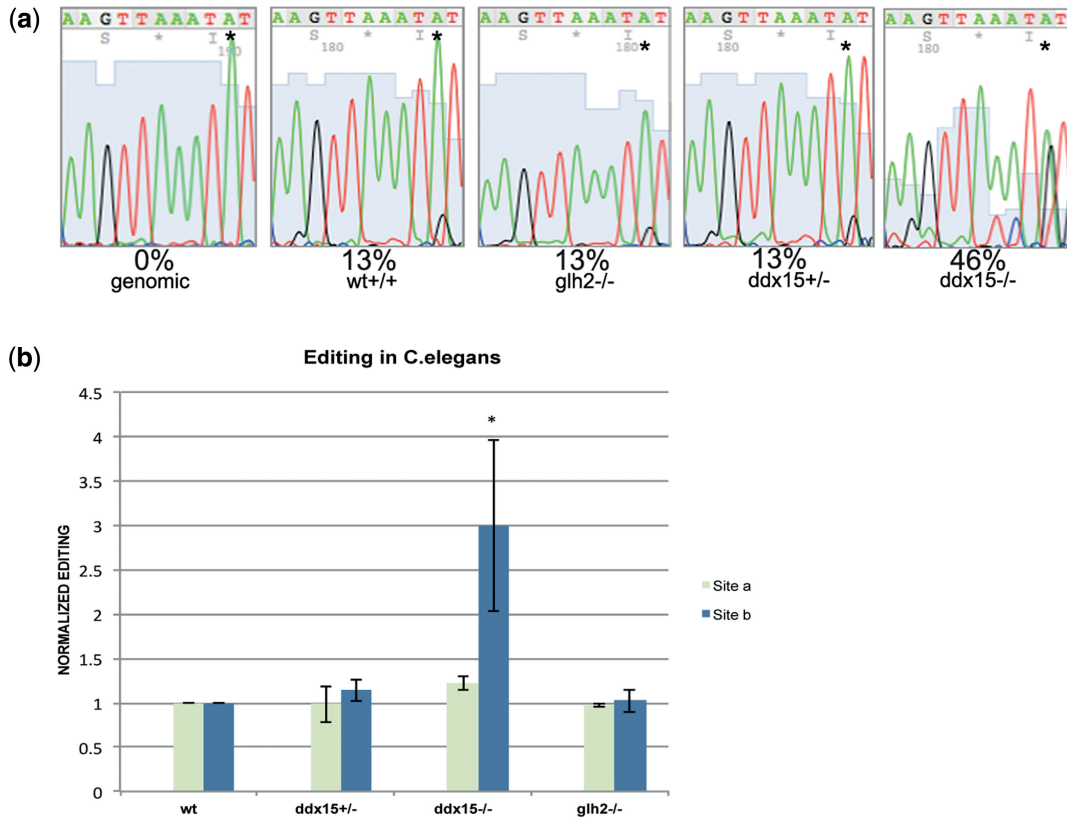 (a)
AAGTTAAATAT
AAGTTAAATAT
AAGTTAAATAT
AAGTTAAATAT
AAGTTAAATAT
S * I *
190
S * I *
180
S * I
180 *
S * I *
180
S * I *
180
0% 13% 13% 13% 46%
genomic wt+/+ glh2-/- ddx15+/- ddx15-/-
(b)
Editing in C.elegans
4.5
4
3.5
3
2.5
2
1.5
1
0.5
0
NORMALIZED EDITING
*
Site a
Site b
wt ddx15+/- ddx15-/- glh2-/-